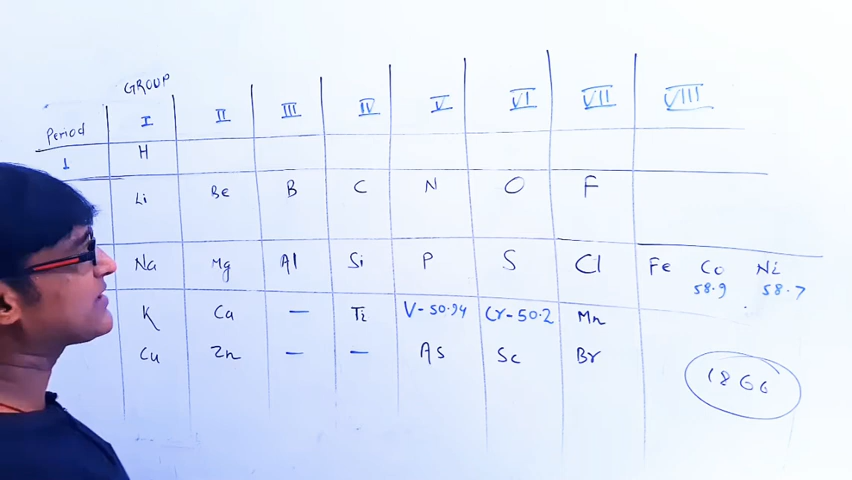 GROUP
Period I II III IV V VI VII VIII
1 H
Li Be B C N O F
Na Mg Al Si P S Cl Fe Co Ni
58.9 58.7
K Ca — Ti V-50.94 Cr-50.2 Mn
Cu Zn — — As Sc Br
1866